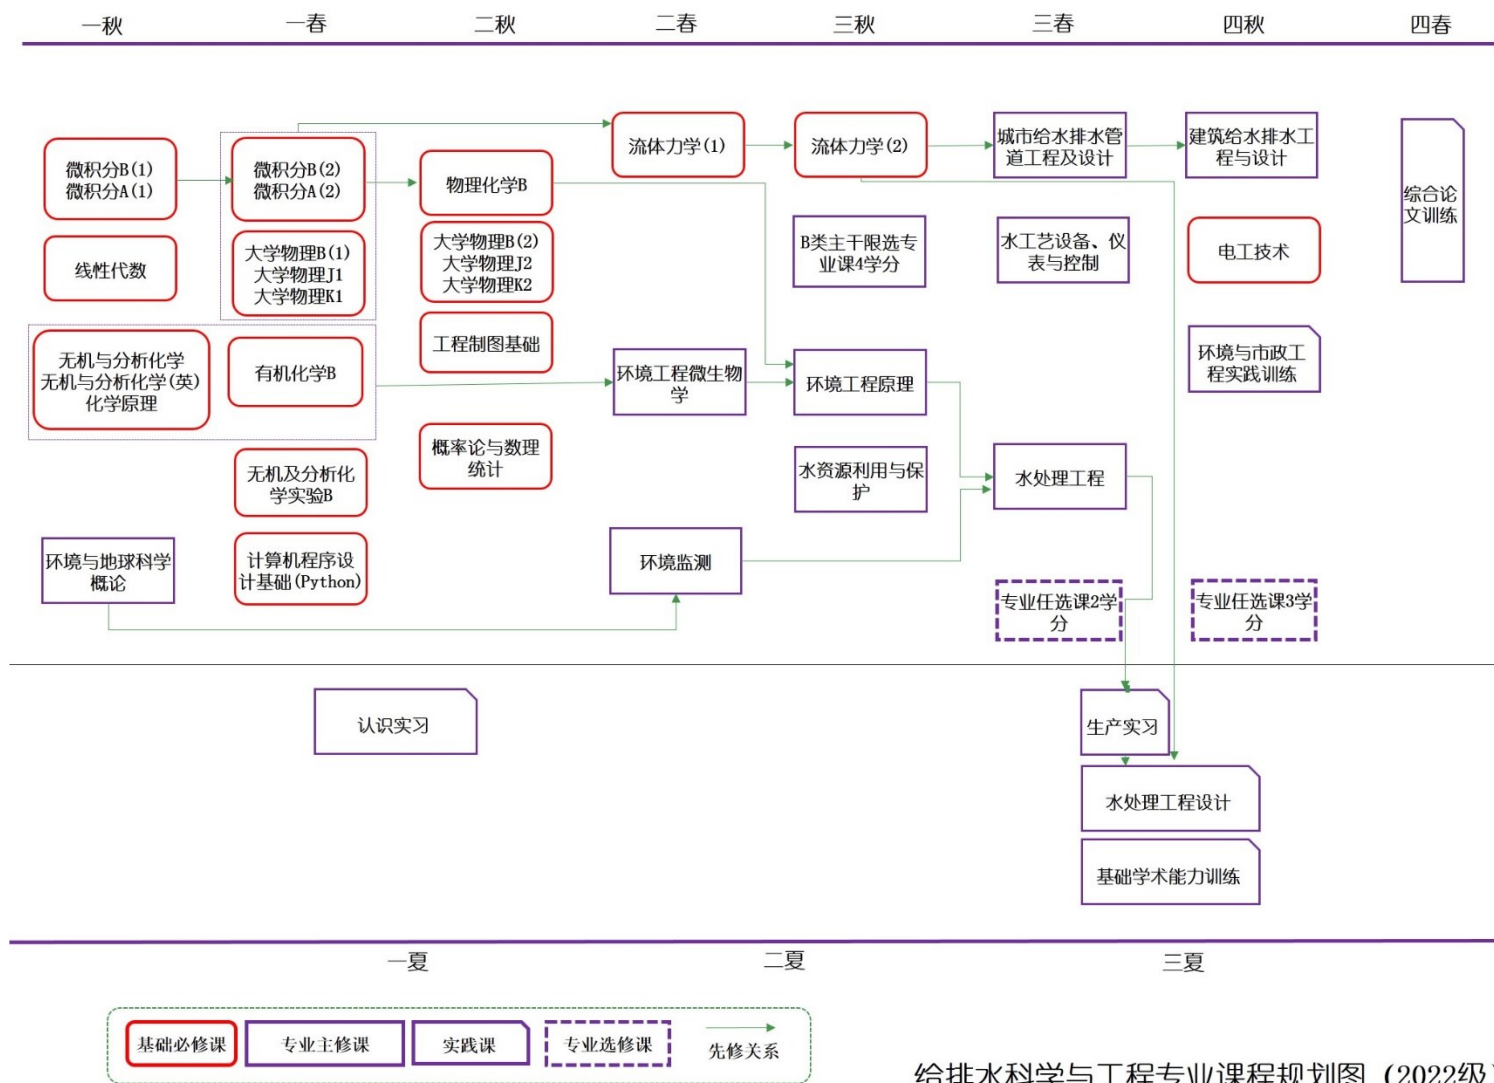 一秋
一春
二秋
二春
三秋
三春
四秋
四春
微积分B(1)
微积分A(1)
微积分B(2)
微积分A(2)
物理化学B
流体力学(1)
流体力学(2)
城市给水排水管
道工程及设计
建筑给水排水工
程与设计
综合论
文训练
线性代数
大学物理B(1)
大学物理J1
大学物理K1
大学物理B(2)
大学物理J2
大学物理K2
B类主干限选专
业课4学分
水工艺设备、仪
表与控制
电工技术
无机与分析化学
无机与分析化学(英)
化学原理
有机化学B
工程制图基础
环境工程微生物
学
环境工程原理
环境与市政工
程实践训练
无机及分析化
学实验B
概率论与数理
统计
水资源利用与保
护
水处理工程
环境与地球科学
概论
计算机程序设
计基础(Python)
环境监测
专业任选课2学
分
专业任选课3学
分
认识实习
生产实习
水处理工程设计
基础学术能力训练
一夏
二夏
三夏
基础必修课
专业主修课
实践课
专业选修课
先修关系
给排水科学与工程专业课程规划图（2022级）